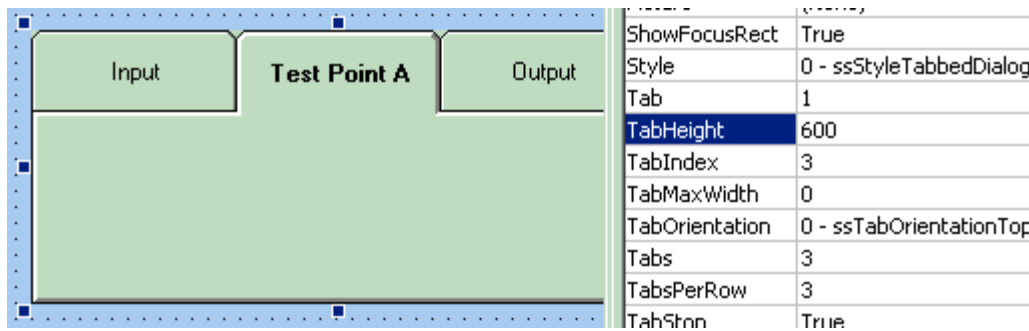 Input Test Point A Output
ShowFocusRect True
Style 0 - ssStyleTabbedDialog
Tab 1
TabHeight 600
TabIndex 3
TabMaxWidth 0
TabOrientation 0 - ssTabOrientationTop
Tabs 3
TabsPerRow 3
TabStop True